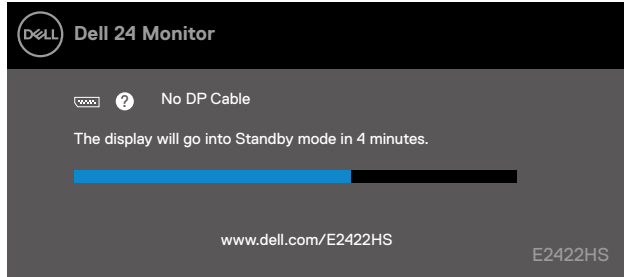 DELL
Dell 24 Monitor
? No DP Cable
The display will go into Standby mode in 4 minutes.
www.dell.com/E2422HS
E2422HS